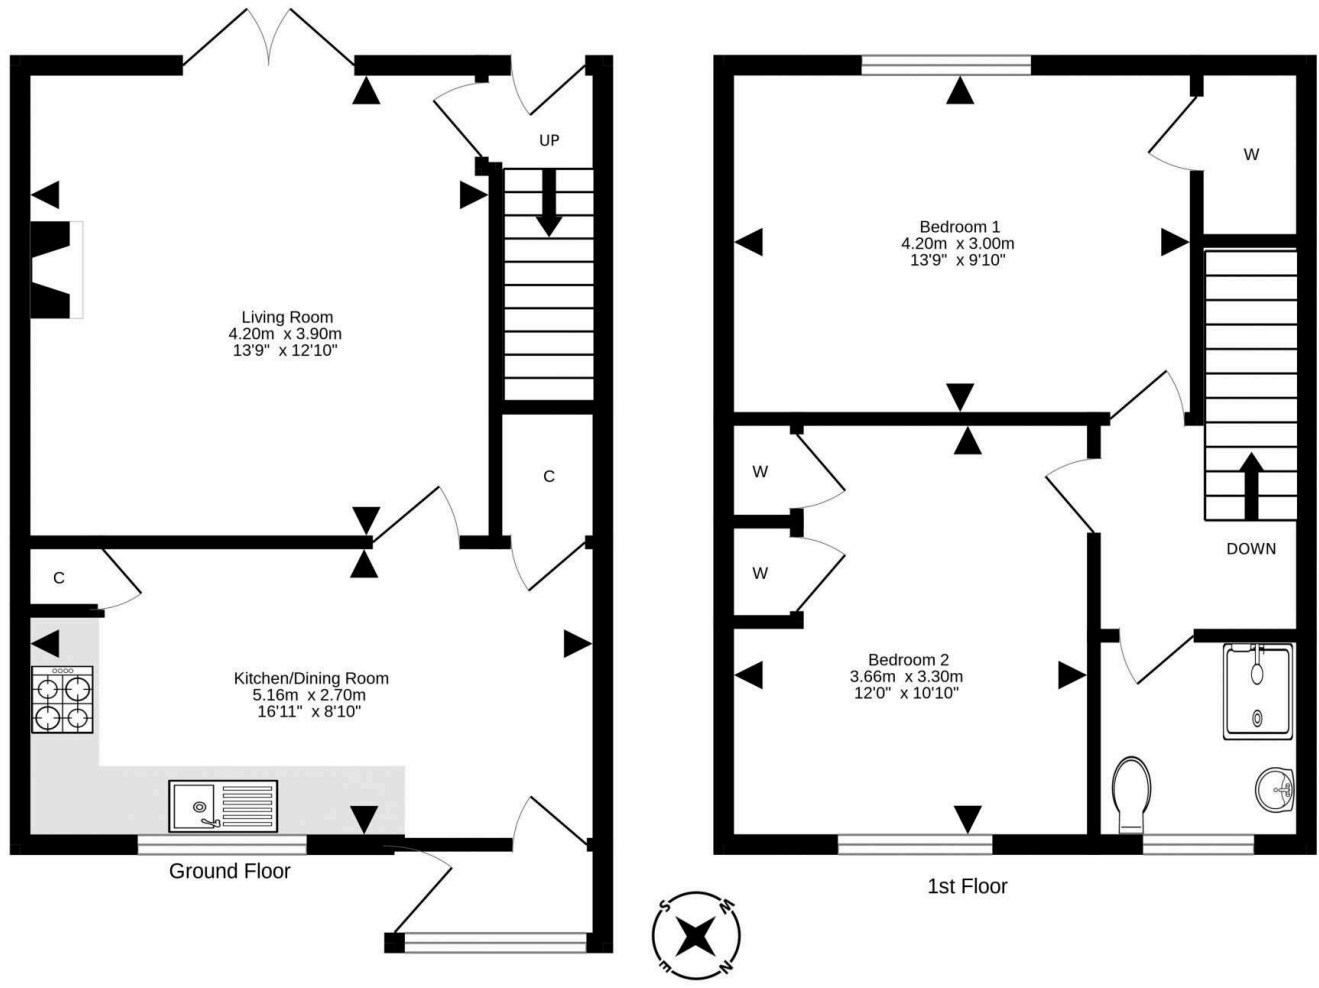 UP
Living Room
4.20m x 3.90m
13'9" x 12'10"
C
C
Kitchen/Dining Room
5.16m x 2.70m
16'11" x 8'10"
Ground Floor
W
Bedroom 1
4.20m x 3.00m
13'9" x 9'10"
W
W
DOWN
Bedroom 2
3.66m x 3.30m
12'0" x 10'10"
1st Floor
S
W
E
N